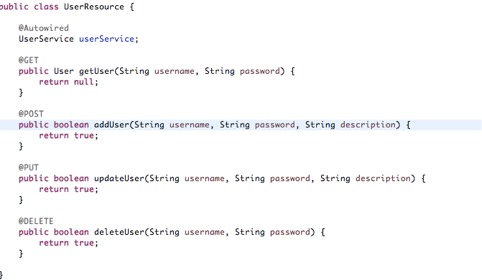 public class UserResource {
@Autowired
UserService userService;
@GET
public User getUser(String username, String password) {
return null;
}
@POST
public boolean addUser(String username, String password, String description) {
return true;
}
@PUT
public boolean updateUser(String username, String password, String description) {
return true;
}
@DELETE
public boolean deleteUser(String username, String password) {
return true;
}
}